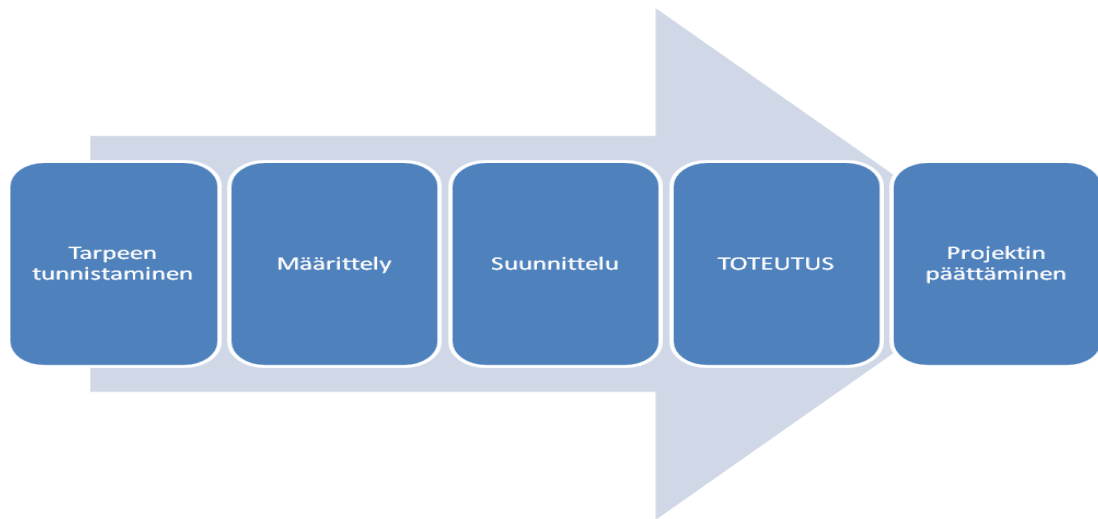 Tarpeen
tunnistaminen
Määrittely
Suunnittelu
TOTEUTUS
Projektin
päättäminen